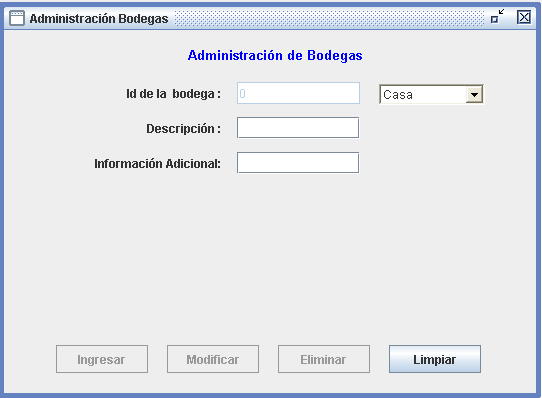 Administración Bodegas
Administración de Bodegas
Id de la bodega : 0 Casa
Descripción :
Información Adicional:
Ingresar Modificar Eliminar Limpiar